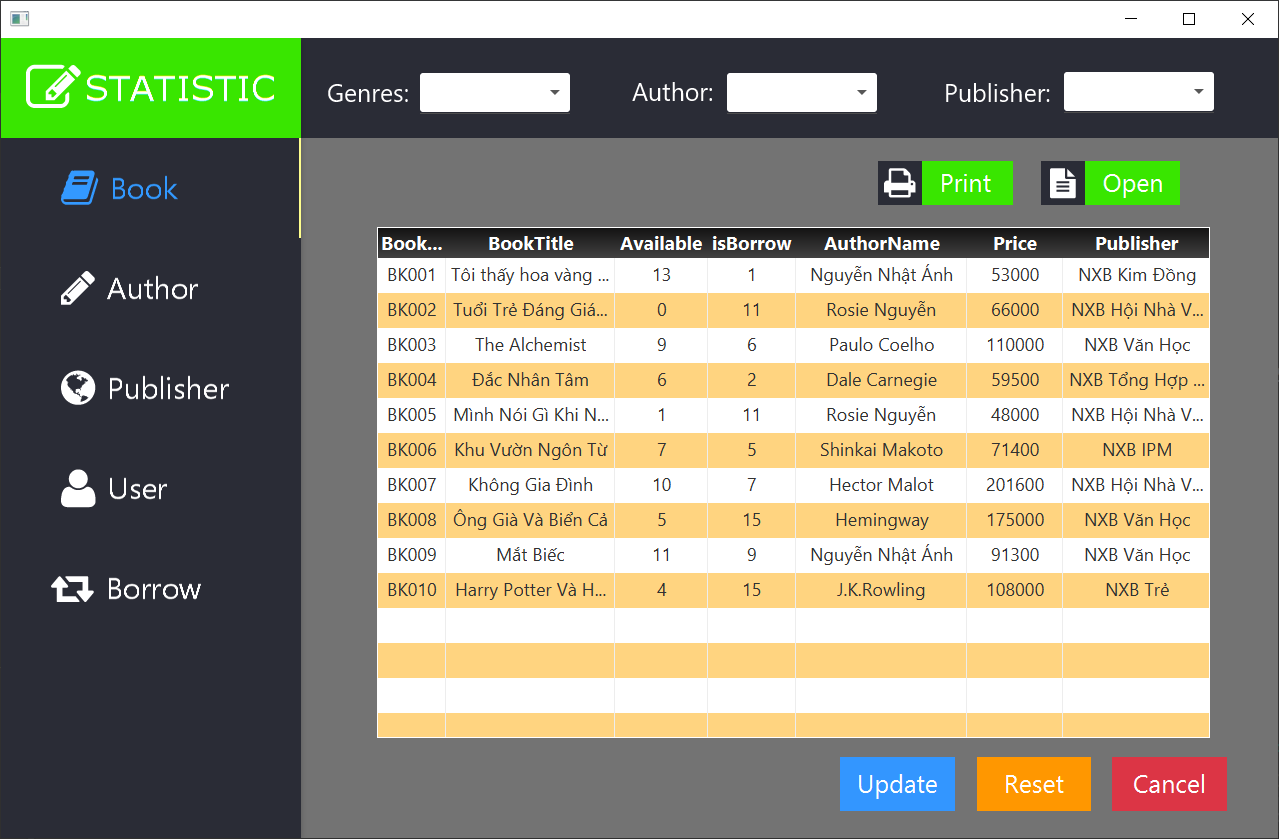 STATISTIC
Genres: Author: Publisher:
Book
Author
Publisher
User
Borrow
Print Open
Book... BookTitle Available isBorrow AuthorName Price Publisher
BK001 Tôi thấy hoa vàng ... 13 1 Nguyễn Nhật Ánh 53000 NXB Kim Đồng
BK002 Tuổi Trẻ Đáng Giá... 0 11 Rosie Nguyễn 66000 NXB Hội Nhà V...
BK003 The Alchemist 9 6 Paulo Coelho 110000 NXB Văn Học
BK004 Đắc Nhân Tâm 6 2 Dale Carnegie 59500 NXB Tổng Hợp ...
BK005 Mình Nói Gì Khi N... 1 11 Rosie Nguyễn 48000 NXB Hội Nhà V...
BK006 Khu Vườn Ngôn Từ 7 5 Shinkai Makoto 71400 NXB IPM
BK007 Không Gia Đình 10 7 Hector Malot 201600 NXB Hội Nhà V...
BK008 Ông Già Và Biển Cả 5 15 Hemingway 175000 NXB Văn Học
BK009 Mắt Biếc 11 9 Nguyễn Nhật Ánh 91300 NXB Văn Học
BK010 Harry Potter Và H... 4 15 J.K.Rowling 108000 NXB Trẻ
Update Reset Cancel